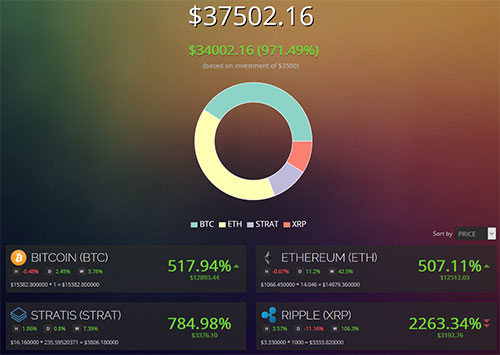 $37502.16
$34002.16 (971.49%)
(based on investment of $3500)
BTC ETH STRAT XRP
Sort by PRICE
BITCOIN (BTC)
H -0.48% D 2.45% W 3.76%
$15382.800000 * 1 = $15382.800000
517.94%
$12893.44
ETHEREUM (ETH)
H -0.07% D 11.2% W 42.5%
$1066.450000 * 14.046 = $14979.360000
507.11%
$12512.03
STRATIS (STRAT)
H 1.86% D 0.8% W 7.39%
$16.160000 * 235.59520371 = $3806.180000
784.98%
$3376.10
RIPPLE (XRP)
H 3.57% D -11.16% W 106.3%
$3.330000 * 1000 = $3333.820000
2263.34%
$3192.76